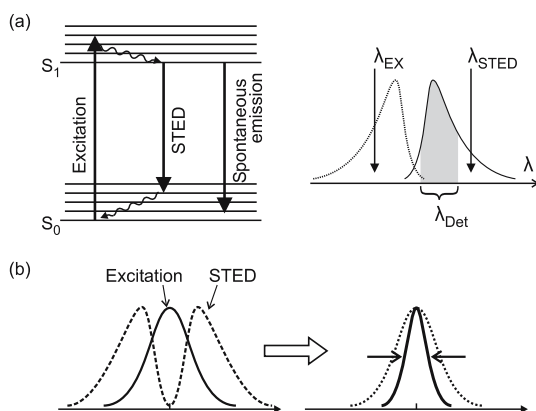 (a)
S₁
S₀
Excitation
STED
Spontaneous
emission
λEX
λSTED
λ
λDet
(b)
Excitation
STED